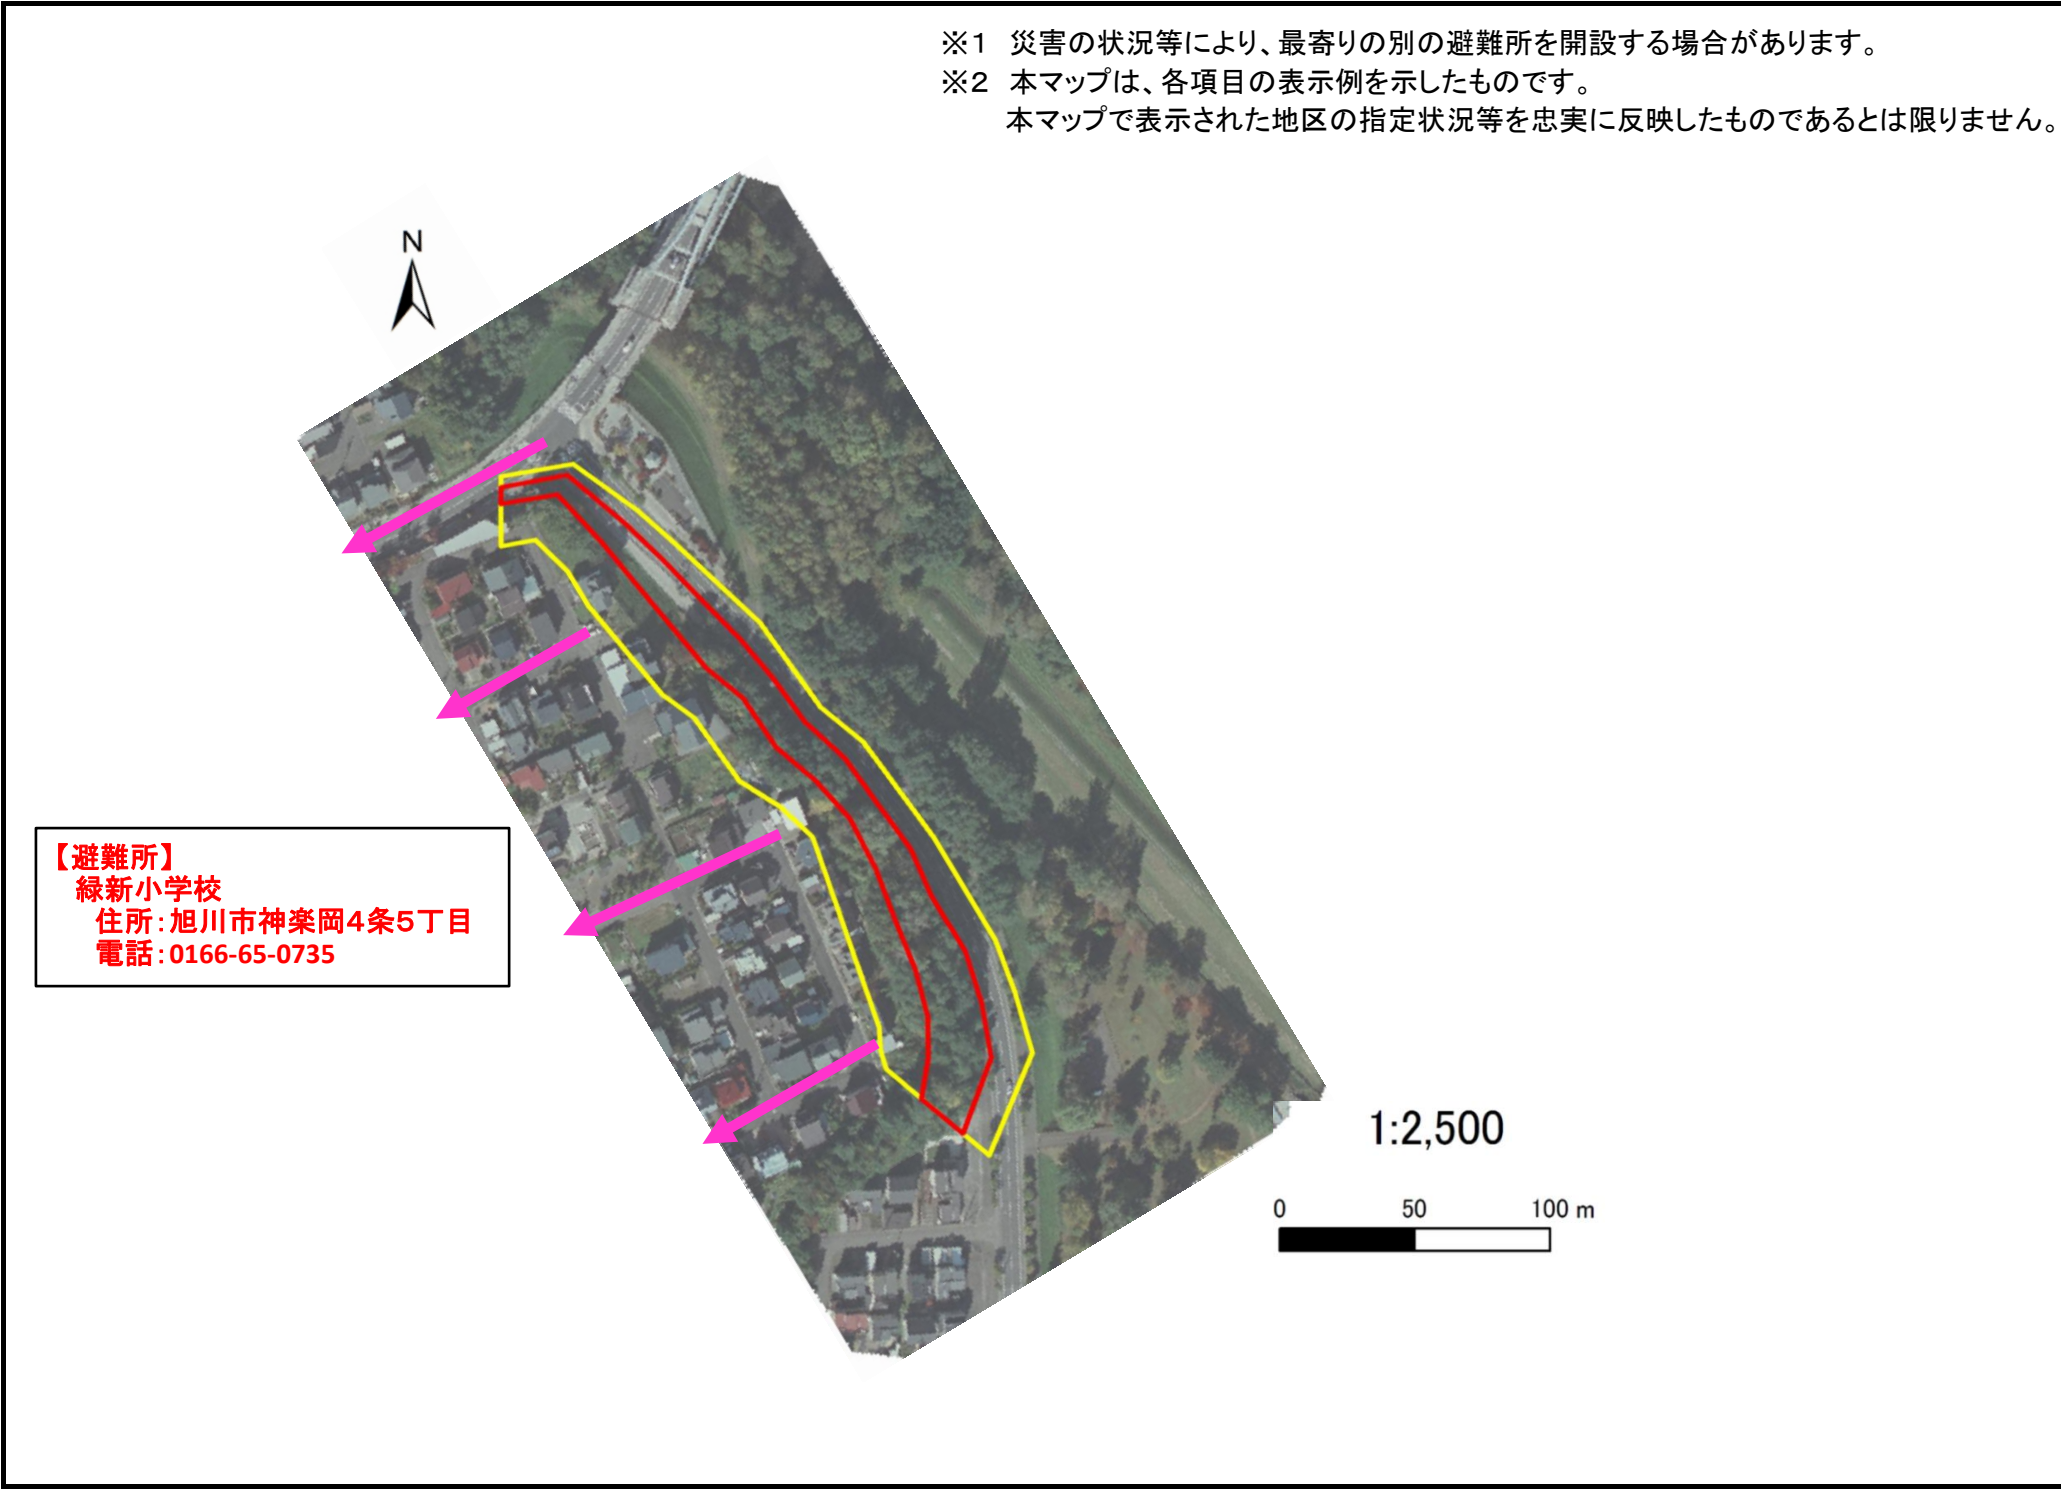 ※1 災害の状況等により、最寄りの別の避難所を開設する場合があります。
※2 本マップは、各項目の表示例を示したものです。
本マップで表示された地区の指定状況等を忠実に反映したものであるとは限りません。
N
【避難所】
緑新小学校
住所：旭川市神楽岡4条5丁目
電話：0166-65-0735
1:2,500
0 50 100 m